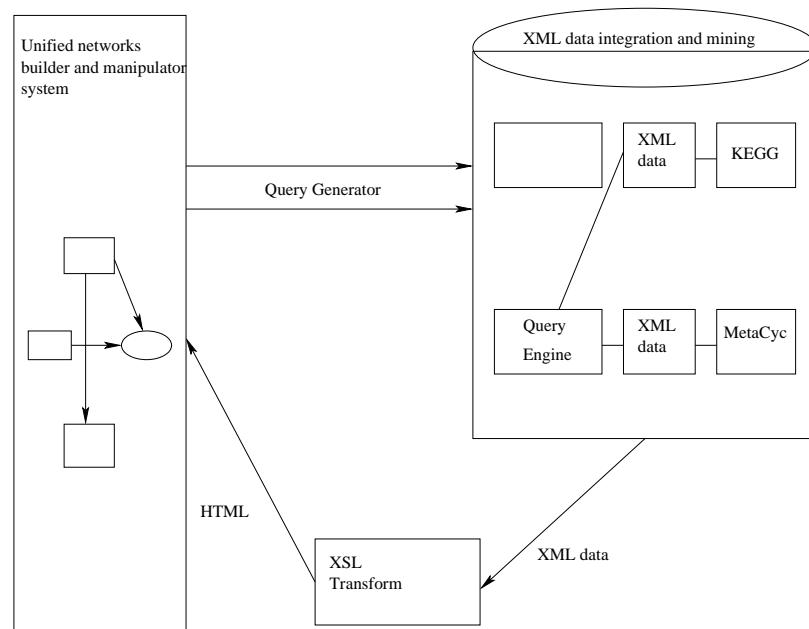 Unified networks
builder and manipulator
system
XML data integration and mining
Query Generator
XML
data
KEGG
Query
Engine
XML
data
MetaCyc
HTML
XSL
Transform
XML data